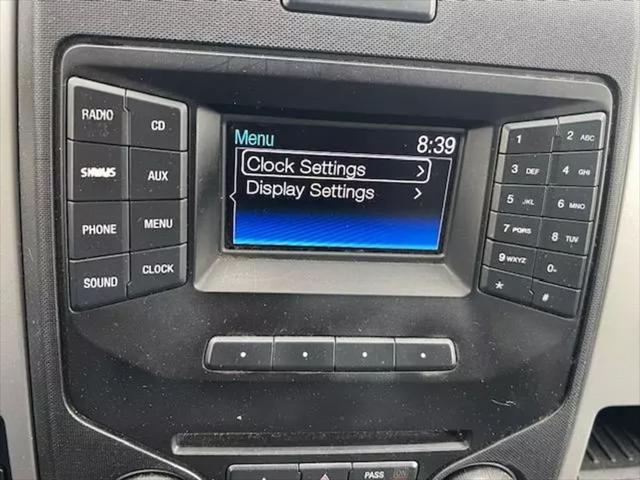 RADIO
CD
SIRIUS
AUX
PHONE
MENU
SOUND
CLOCK
Menu 8:39
Clock Settings >
Display Settings >
1
2 ABC
3 DEF
4 GHI
5 JKL
6 MNO
7 PQRS
8 TUV
9 WXYZ
0
*
#
PASS